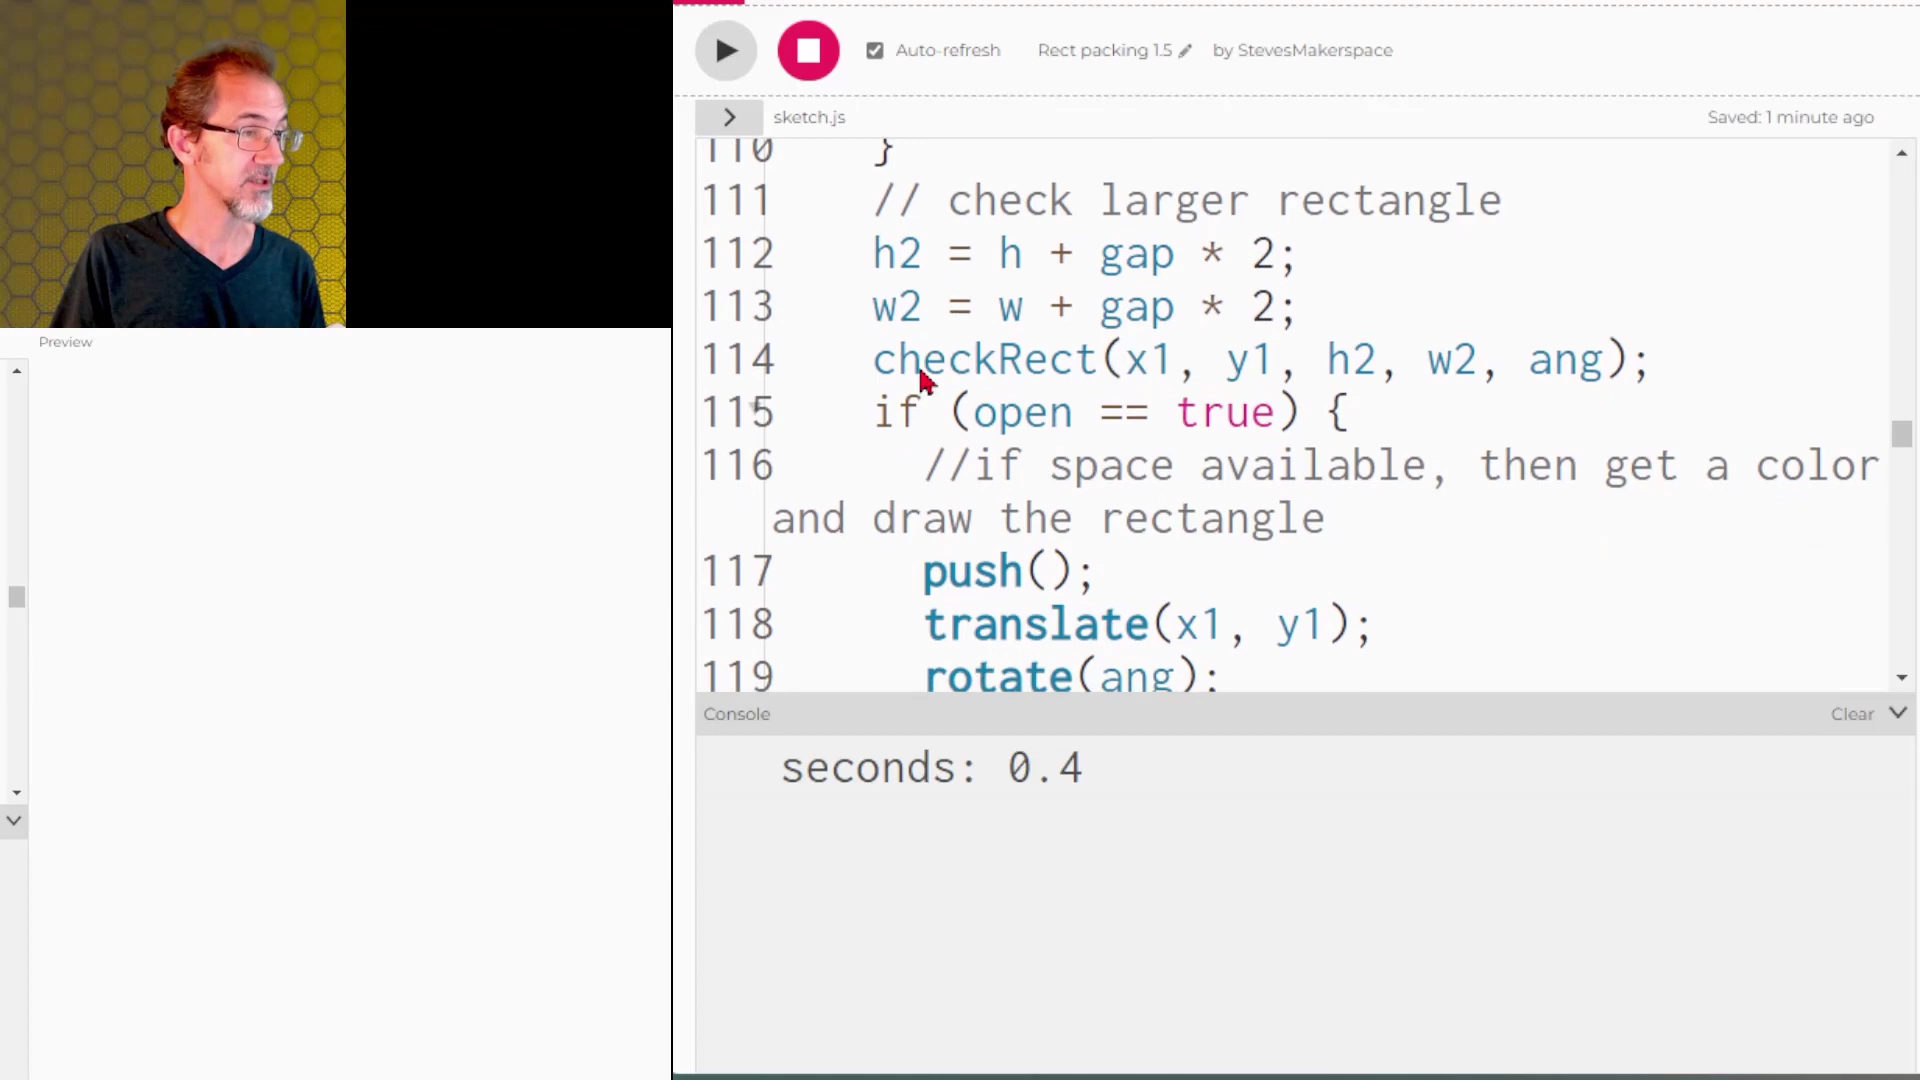 Auto-refresh Rect packing 1.5 by StevesMakerspace
sketch.js Saved: 1 minute ago
Preview
110 }
111 // check larger rectangle
112 h2 = h + gap * 2;
113 w2 = w + gap * 2;
114 checkRect(x1, y1, h2, w2, ang);
115 if (open == true) {
116 //if space available, then get a color
and draw the rectangle
117 push();
118 translate(x1, y1);
119 rotate(ang);
Console Clear
seconds: 0.4